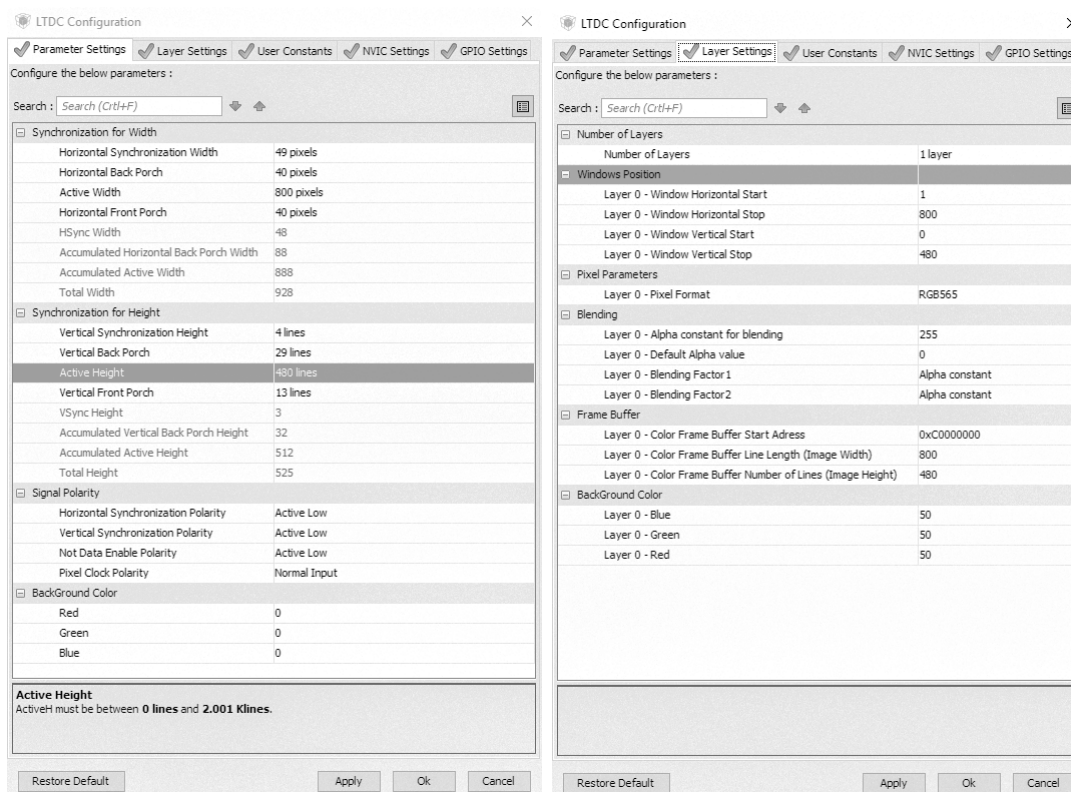 LTDC Configuration
Parameter Settings Layer Settings User Constants NVIC Settings GPIO Settings
Configure the below parameters :
Search : Search (Crtl+F)
Synchronization for Width
Horizontal Synchronization Width 49 pixels
Horizontal Back Porch 40 pixels
Active Width 800 pixels
Horizontal Front Porch 40 pixels
HSync Width 48
Accumulated Horizontal Back Porch Width 88
Accumulated Active Width 888
Total Width 928
Synchronization for Height
Vertical Synchronization Height 4 lines
Vertical Back Porch 29 lines
Active Height 480 lines
Vertical Front Porch 13 lines
VSync Height 3
Accumulated Vertical Back Porch Height 32
Accumulated Active Height 512
Total Height 525
Signal Polarity
Horizontal Synchronization Polarity Active Low
Vertical Synchronization Polarity Active Low
Not Data Enable Polarity Active Low
Pixel Clock Polarity Normal Input
BackGround Color
Red 0
Green 0
Blue 0
Active Height
ActiveH must be between 0 lines and 2.001 Klines.
Restore Default Apply Ok Cancel
LTDC Configuration
Parameter Settings Layer Settings User Constants NVIC Settings GPIO Settings
Configure the below parameters :
Search : Search (Crtl+F)
Number of Layers
Number of Layers 1 layer
Windows Position
Layer 0 - Window Horizontal Start 1
Layer 0 - Window Horizontal Stop 800
Layer 0 - Window Vertical Start 0
Layer 0 - Window Vertical Stop 480
Pixel Parameters
Layer 0 - Pixel Format RGB565
Blending
Layer 0 - Alpha constant for blending 255
Layer 0 - Default Alpha value 0
Layer 0 - Blending Factor1 Alpha constant
Layer 0 - Blending Factor2 Alpha constant
Frame Buffer
Layer 0 - Color Frame Buffer Start Adress 0xC0000000
Layer 0 - Color Frame Buffer Line Length (Image Width) 800
Layer 0 - Color Frame Buffer Number of Lines (Image Height) 480
BackGround Color
Layer 0 - Blue 50
Layer 0 - Green 50
Layer 0 - Red 50
Restore Default Apply Ok Cancel